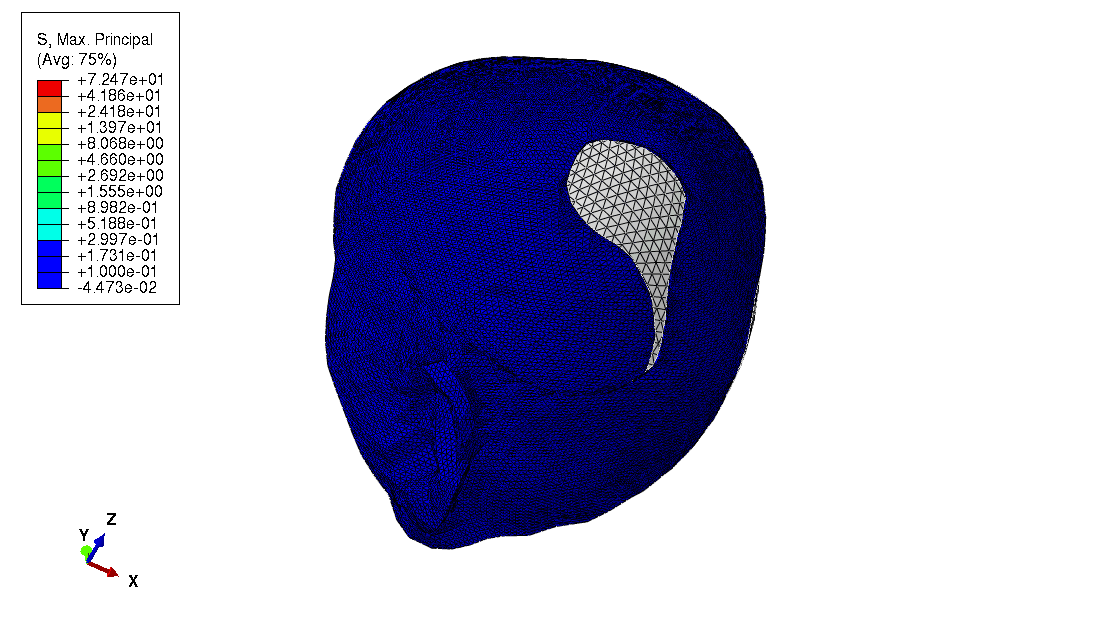 S, Max. Principal
(Avg: 75%)
+7.247e+01
+4.186e+01
+2.418e+01
+1.397e+01
+8.068e+00
+4.660e+00
+2.692e+00
+1.555e+00
+8.982e-01
+5.188e-01
+2.997e-01
+1.731e-01
+1.000e-01
-4.473e-02
Z
Y
X